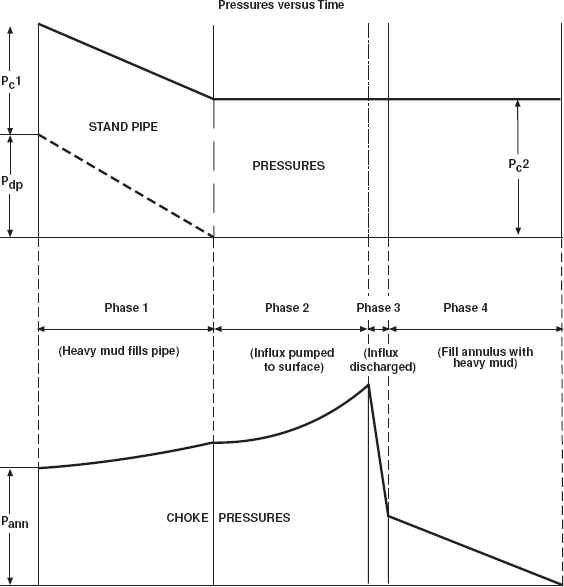 Pressures versus Time
Pc1
STAND PIPE
PRESSURES
Pc2
Pdp
Phase 1
Phase 2
Phase 3
Phase 4
(Heavy mud fills pipe)
(Influx pumped
to surface)
(Influx
discharged)
(Fill annulus with
heavy mud)
Pann
CHOKE PRESSURES